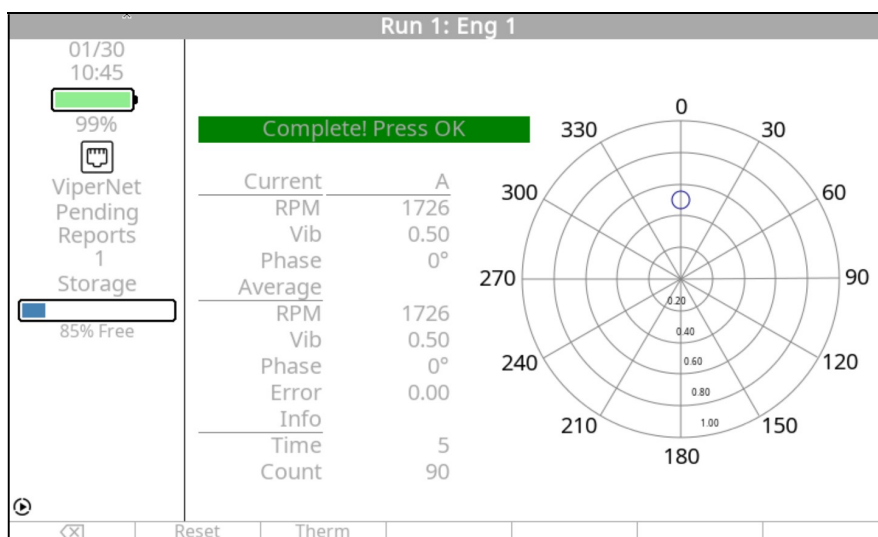 Run 1: Eng 1
01/30
10:45
99%
ViperNet
Pending
Reports
1
Storage
85% Free
Complete! Press OK
Current A
RPM 1726
Vib 0.50
Phase 0°
Average
RPM 1726
Vib 0.50
Phase 0°
Error 0.00
Info
Time 5
Count 90
0
30
60
90
120
150
180
210
240
270
300
330
0.20
0.40
0.60
0.80
1.00
Reset Therm